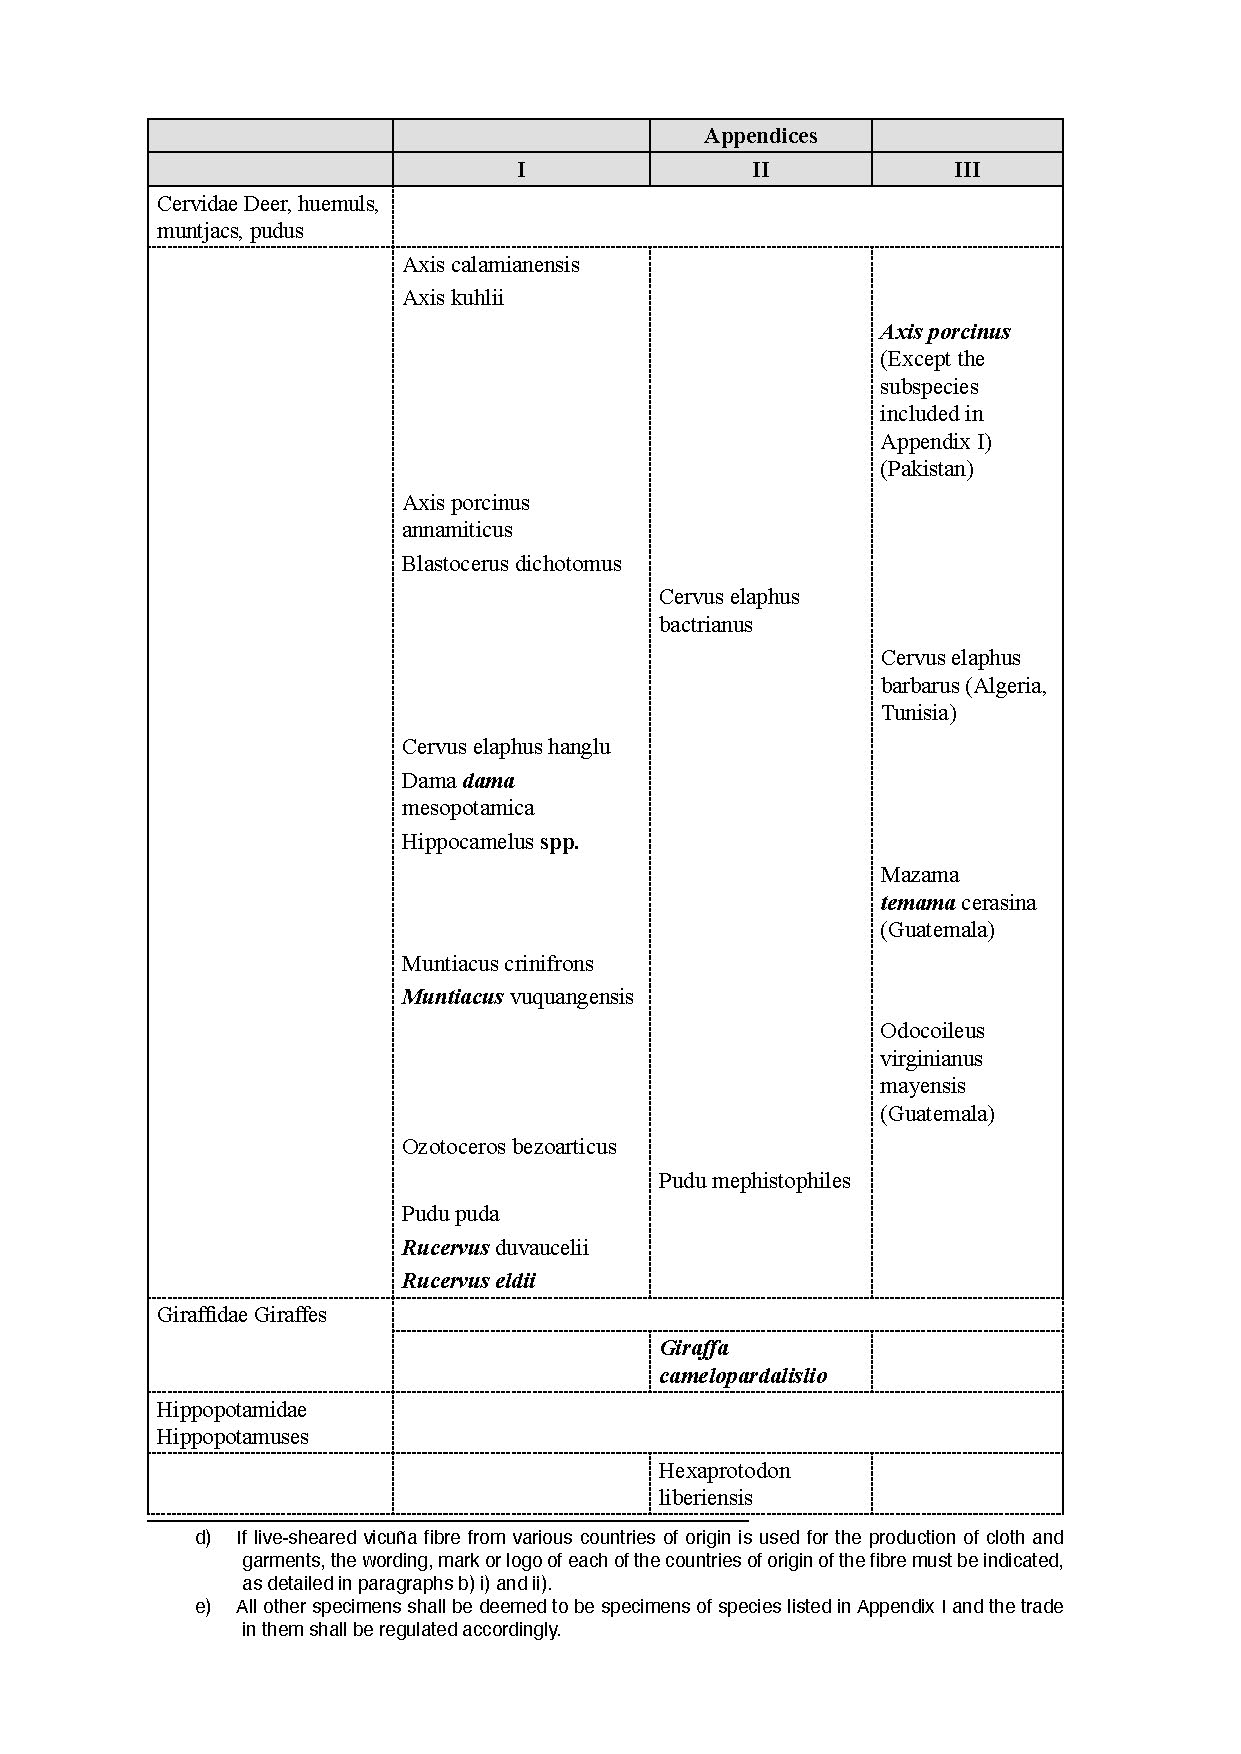 Appendices
I II III
Cervidae Deer, huemuls,
muntjacs, pudus
Axis calamianensis
Axis kuhlii
Axis porcinus
(Except the
subspecies
included in
Appendix I)
(Pakistan)
Axis porcinus
annamiticus
Blastocerus dichotomus
Cervus elaphus
bactrianus
Cervus elaphus
barbarus (Algeria,
Tunisia)
Cervus elaphus hanglu
Dama dama
mesopotamica
Hippocamelus spp.
Mazama
temama cerasina
(Guatemala)
Muntiacus crinifrons
Muntiacus vuquangensis
Odocoileus
virginianus
mayensis
(Guatemala)
Ozotoceros bezoarticus
Pudu mephistophiles
Pudu puda
Rucervus duvaucelii
Rucervus eldii
Giraffidae Giraffes
Giraffa
camelopardalislio
Hippopotamidae
Hippopotamuses
Hexaprotodon
liberiensis
d) If live-sheared vicuña fibre from various countries of origin is used for the production of cloth and
garments, the wording, mark or logo of each of the countries of origin of the fibre must be indicated,
as detailed in paragraphs b) i) and ii).
e) All other specimens shall be deemed to be specimens of species listed in Appendix I and the trade
in them shall be regulated accordingly.